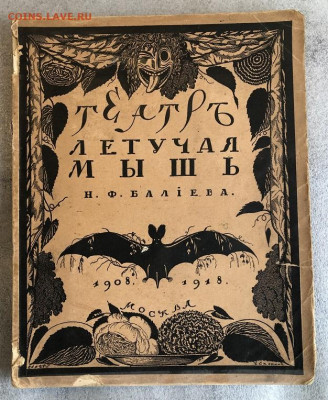 COINS.LAVE.RU
ТЕАТРЪ
ЛЕТУЧАЯ
МЫШЬ
Н. Ф. БАЛІЕВА.
1908. 1918.
МОСКВА